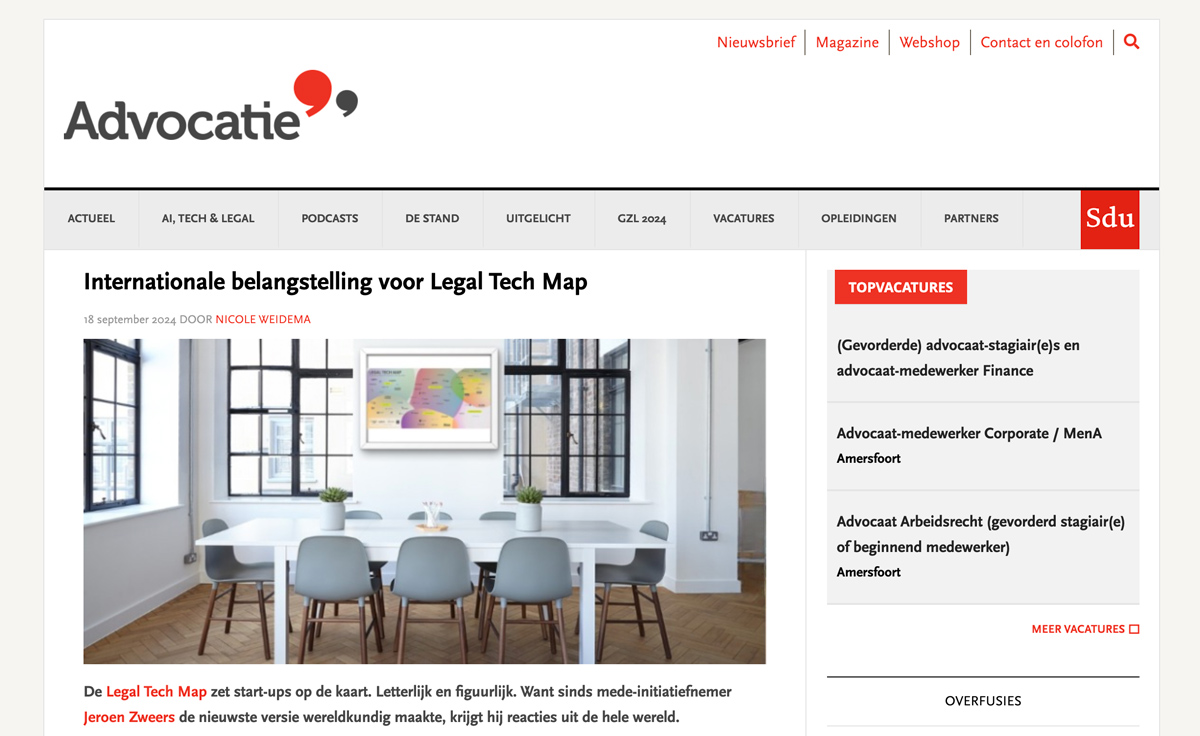 Nieuwsbrief Magazine Webshop Contact en colofon
Advocatie
ACTUEEL AI, TECH & LEGAL PODCASTS DE STAND UITGELICHT GZL 2024 VACATURES OPLEIDINGEN PARTNERS Sdu
Internationale belangstelling voor Legal Tech Map
18 september 2024 DOOR NICOLE WEIDEMA
LEGAL TECH MAP
De Legal Tech Map zet start-ups op de kaart. Letterlijk en figuurlijk. Want sinds mede-initiatiefnemer
Jeroen Zweers de nieuwste versie wereldkundig maakte, krijgt hij reacties uit de hele wereld.
TOPVACATURES
(Gevorderde) advocaat-stagiair(e)s en
advocaat-medewerker Finance
Advocaat-medewerker Corporate / MenA
Amersfoort
Advocaat Arbeidsrecht (gevorderd stagiair(e)
of beginnend medewerker)
Amersfoort
MEER VACATURES
OVERFUSIES